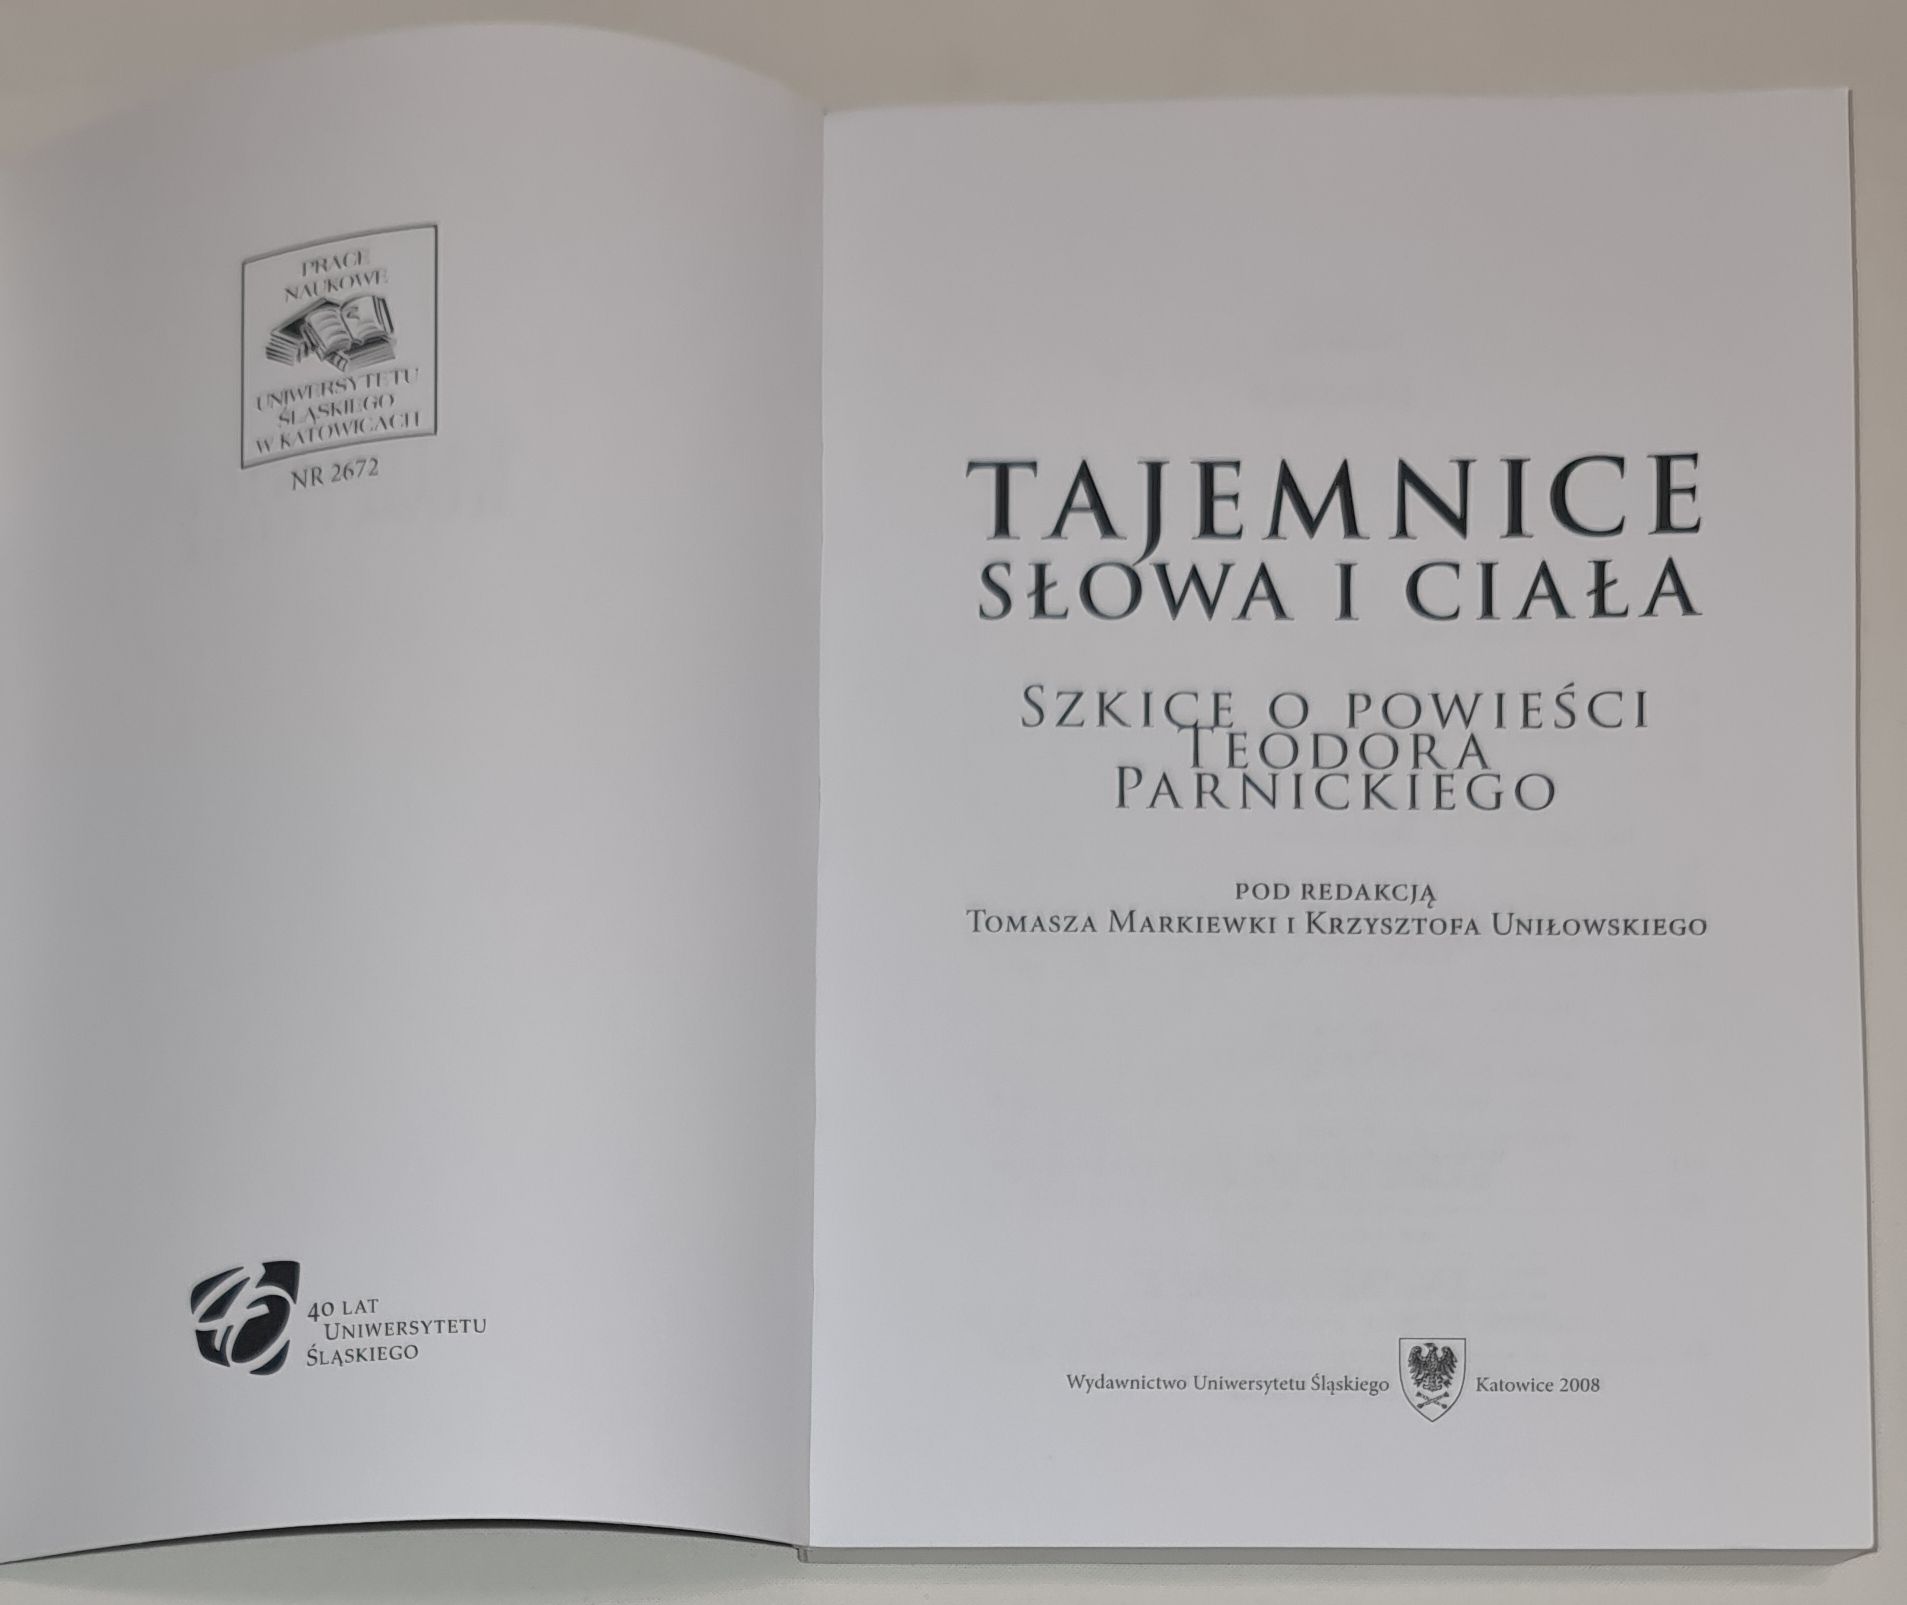 PRACE
NAUKOWE
UNIWERSYTETU
ŚLĄSKIEGO
W KATOWICACH
NR 2672
40 LAT
UNIWERSYTETU
ŚLĄSKIEGO
TAJEMNICE
SŁOWA I CIAŁA
SZKICE O POWIEŚCI
TEODORA
PARNICKIEGO
POD REDAKCJĄ
TOMASZA MARKIEWKI I KRZYSZTOFA UNIŁOWSKIEGO
Wydawnictwo Uniwersytetu Śląskiego Katowice 2008